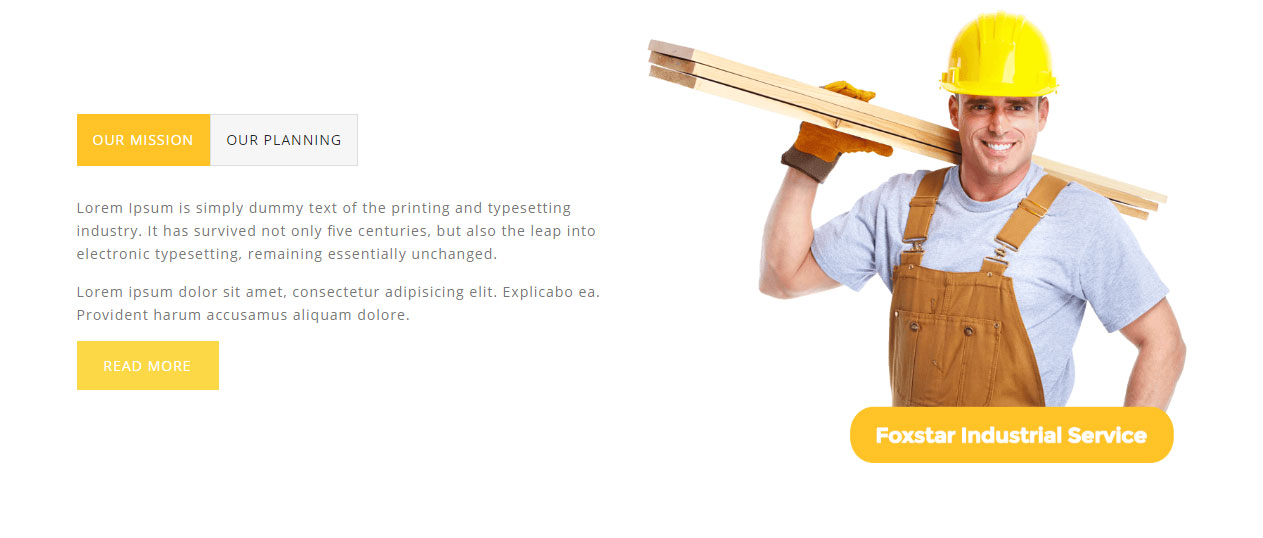 OUR MISSION
OUR PLANNING
Lorem Ipsum is simply dummy text of the printing and typesetting
industry. It has survived not only five centuries, but also the leap into
electronic typesetting, remaining essentially unchanged.
Lorem ipsum dolor sit amet, consectetur adipisicing elit. Explicabo ea.
Provident harum accusamus aliquam dolore.
READ MORE
Foxstar Industrial Service